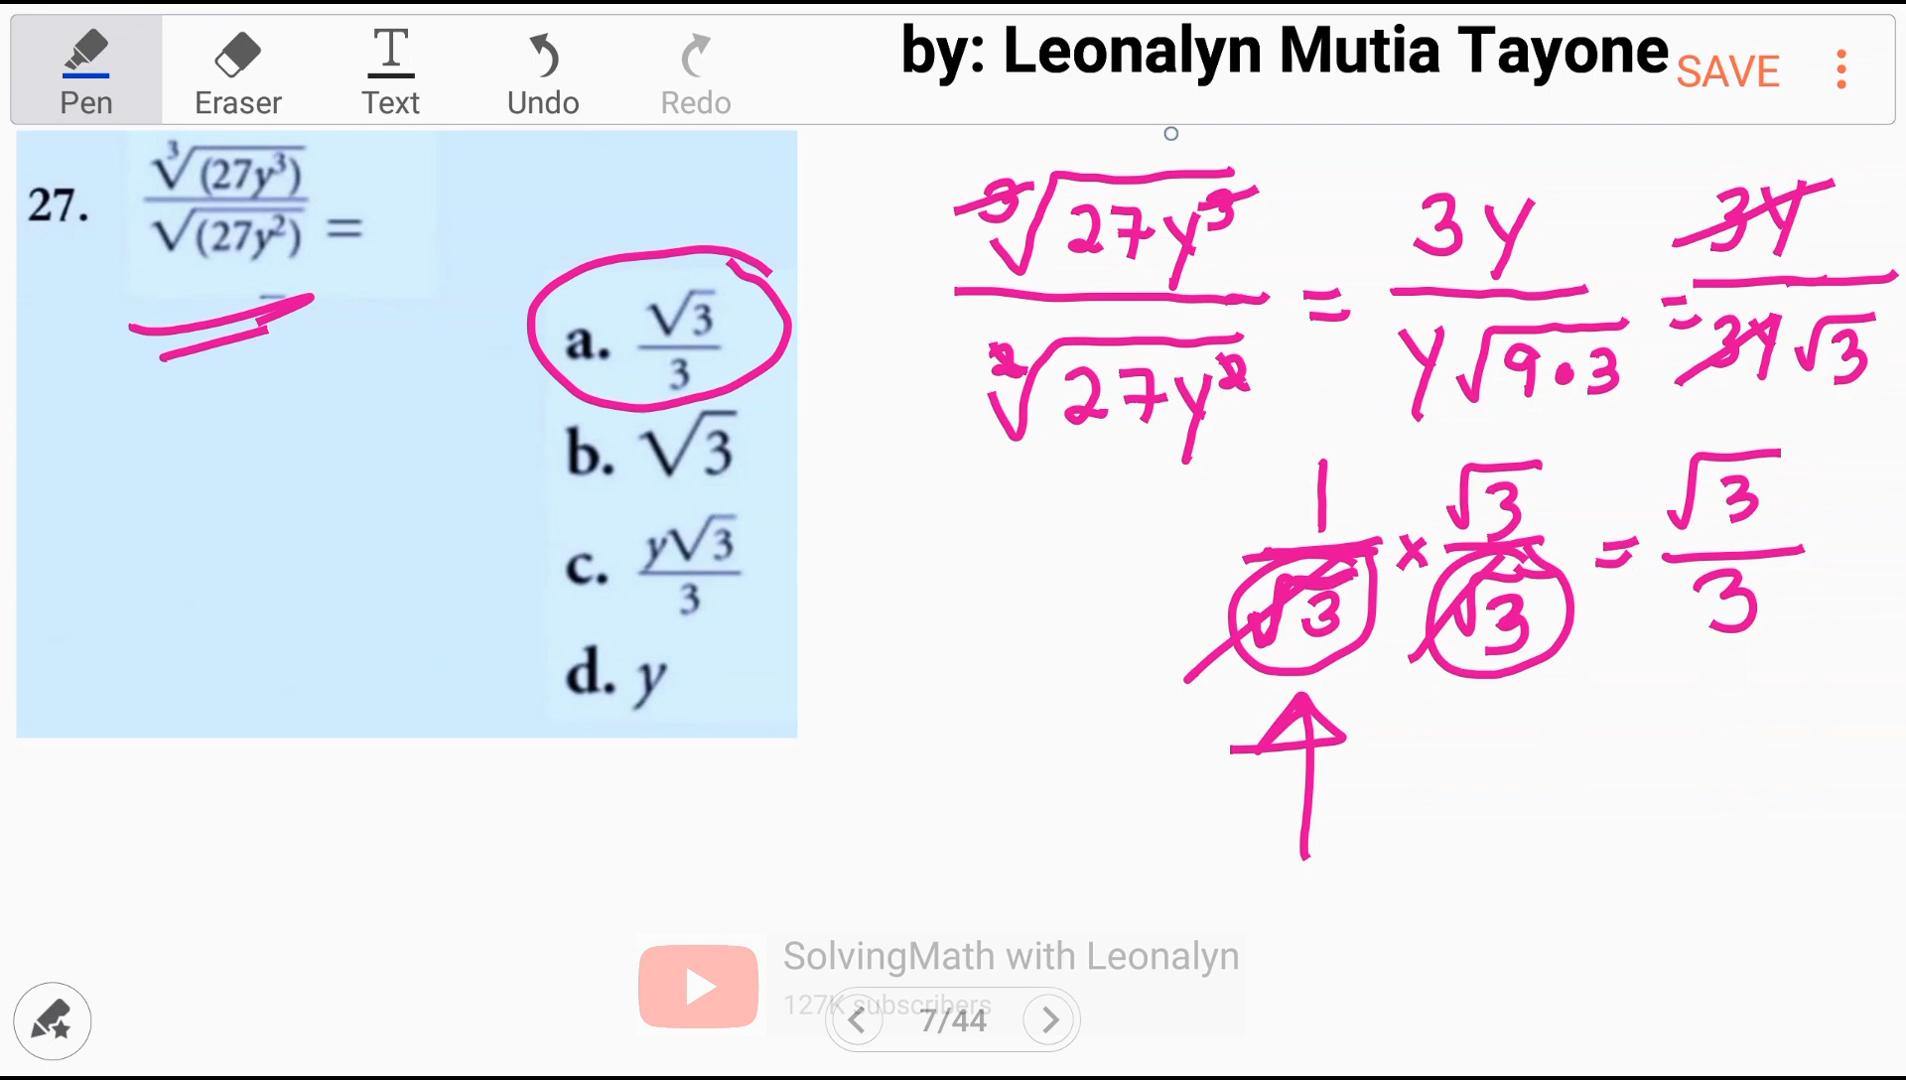 by: Leonalyn Mutia Tayone
SAVE
Pen Eraser Text Undo Redo
27. ∛(27y³) / √(27y²) =
a. √3 / 3
b. √3
c. y√3 / 3
d. y
∛27y³ / ²√27y² = 3y / y√9•3 = 3y / 3y√3
1/√3 × √3/√3 = √3/3
SolvingMath with Leonalyn
127K subscribers
7/44